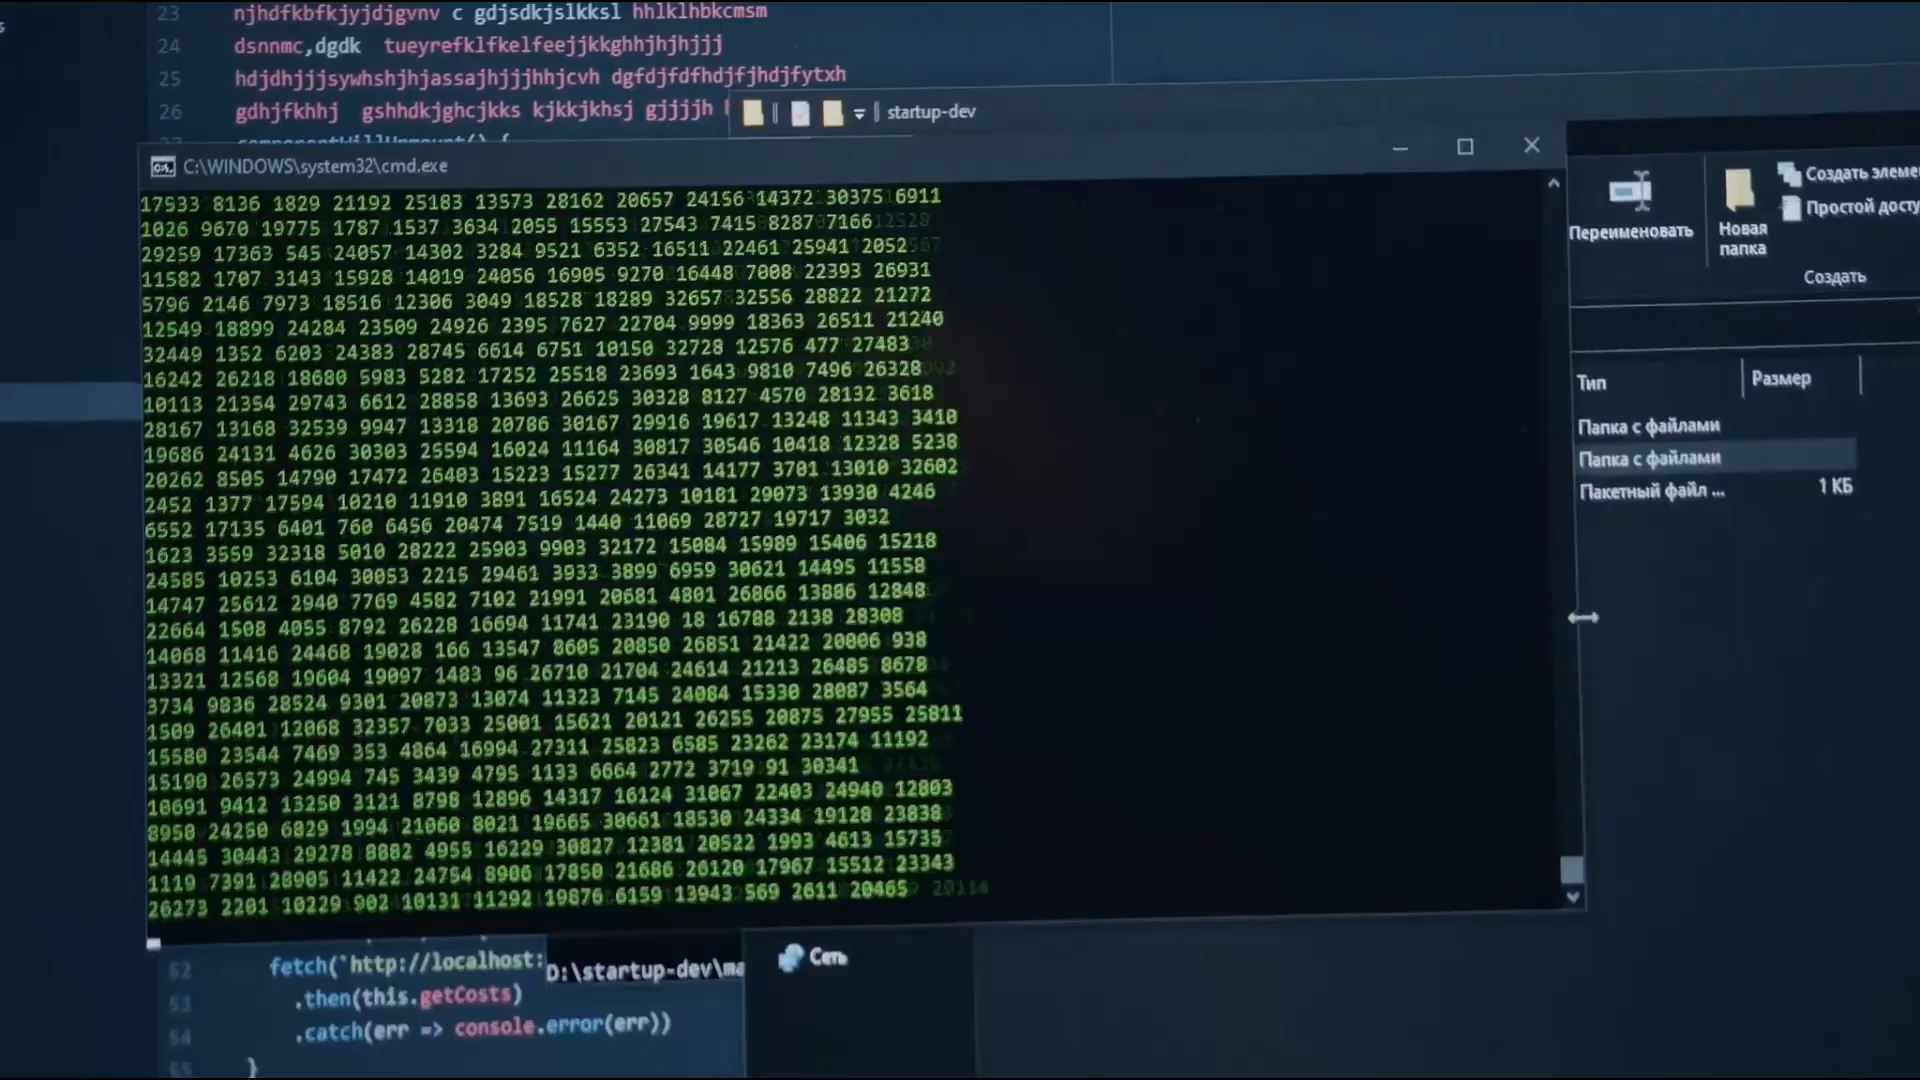 23 njhdfkbfkjyjdjgvnv c gdjsdkjslkksl hhlklhbkcmsm
24 dsnnmc,dgdk tueyrefklfkelfeejjkkghhjhjhjjj
25 hdjdhjjjsywhshjhjassajhjjjhhjcvh dgfdjfdfhdjfjhdjfytxh
26 gdhjfkhhj gshhdkjghcjkks kjkkjkhsj gjjjjh
startup-dev
componentWillUnmount() {
C:\WINDOWS\system32\cmd.exe
17533 8136 1829 21192 25183 13573 28162 20657 24156 14372 30375 6911
1026 9670 19775 1787 1537 3634 2055 15553 27543 7415 8287 7166
29259 17363 545 24057 14302 3284 9521 6352 16511 22461 25941 2052
11582 1707 3143 15928 14019 24056 16905 9270 16448 7008 22393 26931
5796 2146 7973 18516 12306 3049 18528 18289 32657 32556 28822 21272
12549 18899 24284 23509 24926 2395 7627 22704 9999 18363 26511 21240
32449 1352 6203 24383 28745 6614 6751 10150 32728 12576 477 27483
16242 26218 18680 5983 5282 17252 25518 23693 1643 9810 7496 26328
10113 21354 29743 6612 28858 13693 26625 30328 8127 4570 28132 3618
28167 13168 32539 9947 13318 20786 30167 29916 19617 13248 11343 3410
19686 24131 4626 30303 25594 16024 11164 30817 30546 10418 12328 5238
20262 8505 14790 17472 26403 15223 15277 26341 14177 3701 13010 32602
2452 1377 17594 10210 11910 3891 16524 24273 10181 29073 13930 4246
6552 17135 6401 760 6456 20474 7519 1440 11069 28727 19717 3032
1623 3559 32318 5010 28222 25903 9903 32172 15084 15989 15406 15218
24585 10253 6104 30053 2215 29461 3933 3899 6959 30621 14495 11558
14747 25612 2940 7769 4582 7102 21991 20681 4801 26866 13886 12848
22664 1508 4055 8792 26228 16694 11741 23190 18 16788 2138 28308
14068 11416 24468 19028 166 13547 8605 20850 26851 21422 20006 938
13321 12568 19604 19097 1483 96 26710 21704 24614 21213 26485 8678
3734 9836 28524 9301 20873 13074 11323 7145 24084 15330 28087 3564
1509 26401 12068 32357 7033 25001 15621 20121 26255 20875 27955 25811
15580 23544 7469 353 4864 16994 27311 25823 6585 23262 23174 11192
15190 26573 24994 745 3439 4795 1133 6664 2772 3719 91 30341
10691 9412 13250 3121 8798 12896 14317 16124 31067 22403 24940 12803
8950 24250 6829 1994 21060 8021 19665 30661 18530 24334 19128 23838
14445 30443 29278 8882 4955 16229 30827 12381 20522 1993 4613 15735
1119 7391 28905 11422 24754 8906 17850 21686 26120 17967 15512 23343
26273 2201 10229 902 10131 11292 19876 6159 13943 569 2611 20465 20114
Переименовать
Новая
папка
Создать элеме
Простой досту
Создать
Тип Размер
Папка с файлами
Папка с файлами
Пакетный файл ... 1 КБ
52 fetch(`http://localhost:
D:\startup-dev\ma
Сеть
53 .then(this.getCosts)
54 .catch(err => console.error(err))
55 }